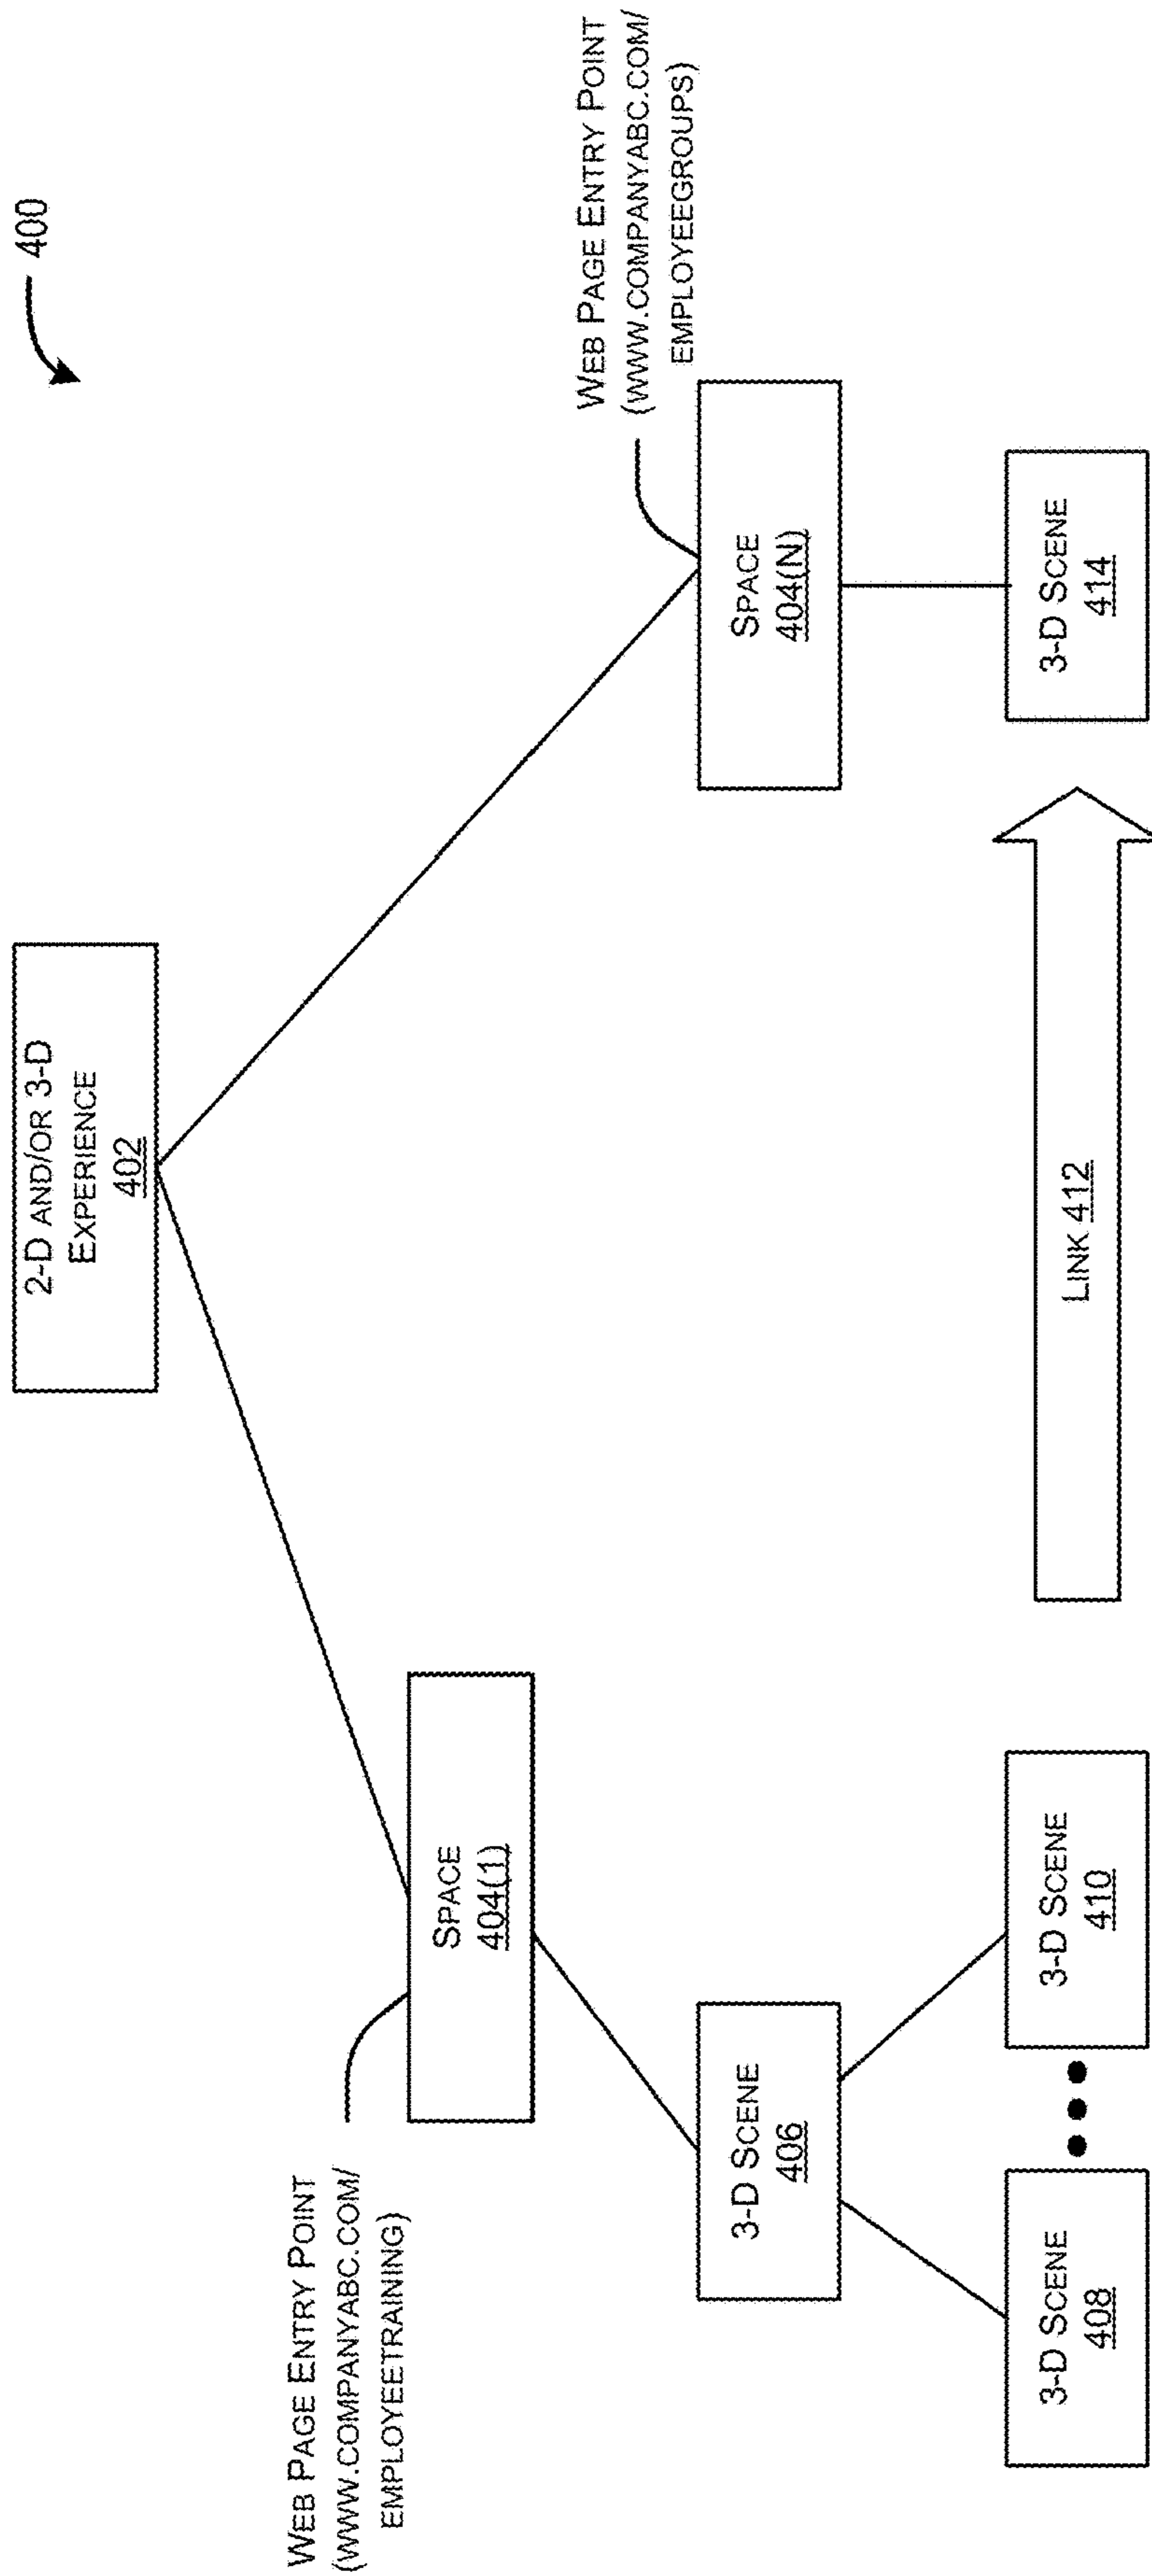 400
2-D AND/OR 3-D
EXPERIENCE
402
WEB PAGE ENTRY POINT
(WWW.COMPANYABC.COM/
EMPLOYEETRAINING)
SPACE
404(1)
WEB PAGE ENTRY POINT
(WWW.COMPANYABC.COM/
EMPLOYEEGROUPS)
SPACE
404(N)
3-D SCENE
406
3-D SCENE
408
3-D SCENE
410
LINK 412
3-D SCENE
414